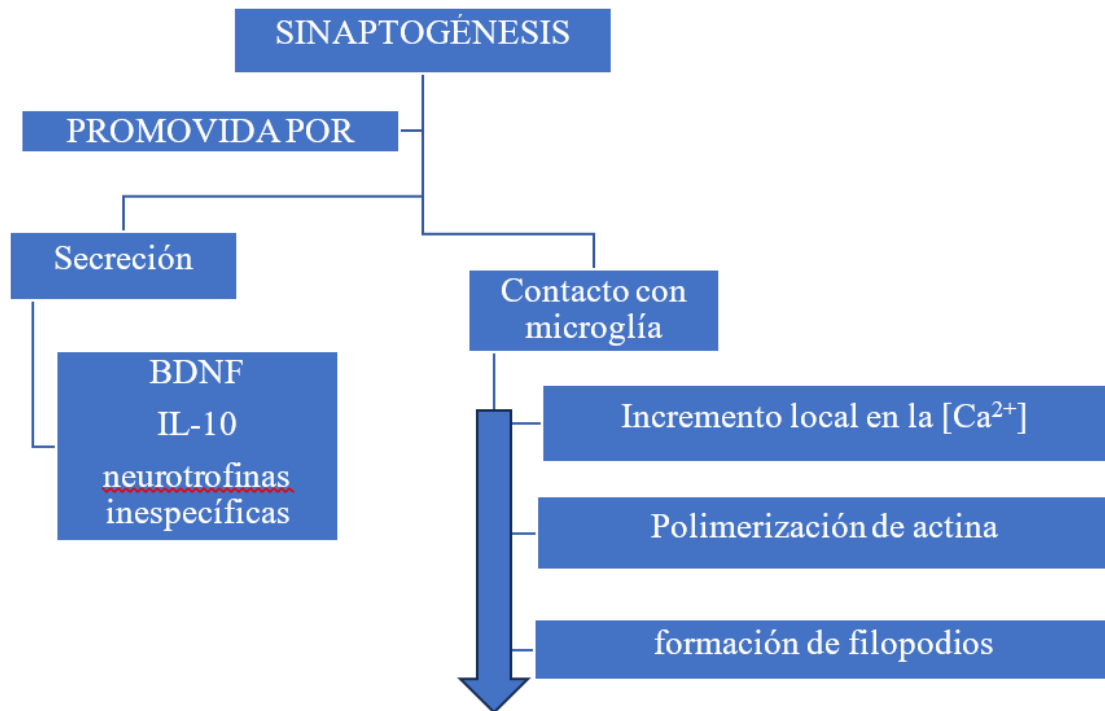 SINAPTOGÉNESIS
PROMOVIDA POR
Secreción
BDNF
IL-10
neurotrofinas
inespecíficas
Contacto con
microglía
Incremento local en la [Ca²⁺]
Polimerización de actina
formación de filopodios